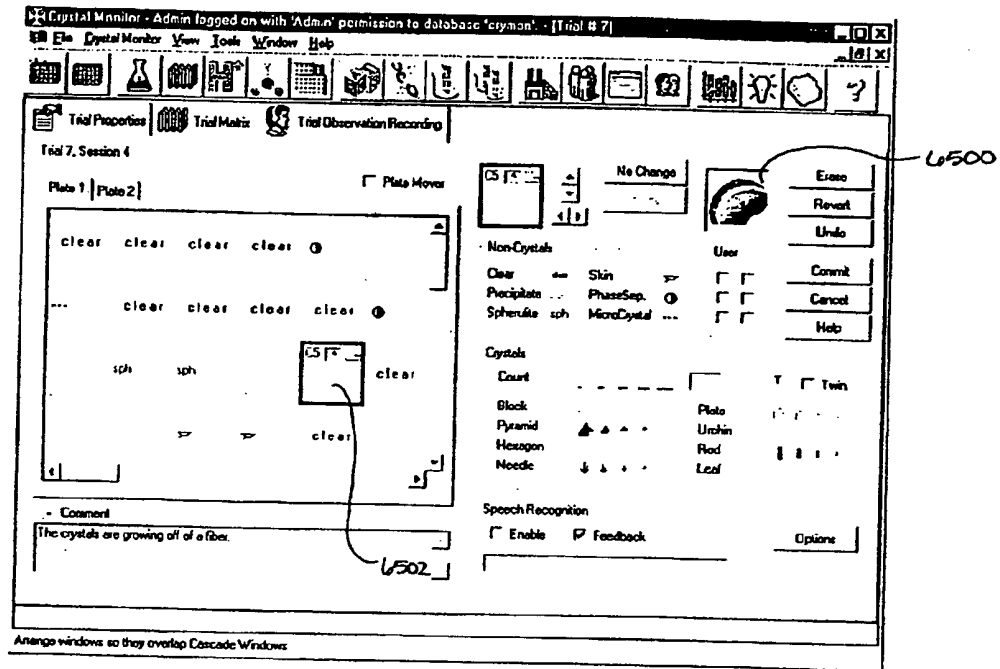 Crystal Monitor - Admin logged on with 'Admin' permission to database 'cryman'. - [Trial # 7]
File Crystal Monitor View Tools Window Help
Trial Properties Trial Matrix Trial Observation Recording
Trial 7, Session 4
Plate 1 Plate 2
Plate Mover
C5
No Change
6500
Erase
Revert
Undo
Commit
Cancel
Help
clear clear clear clear
--- clear clear clear clear
sph sph C5 clear
clear
Non-Crystals User
Clear Skin
Precipitate PhaseSep.
Spherulite sph MicroCrystal ---
Crystals
Count Twin
Block Plate
Pyramid Urchin
Hexagon Rod
Needle Leaf
Comment
The crystals are growing off of a fiber.
6502
Speech Recognition
Enable Feedback Options
Arrange windows so they overlap Cascade Windows